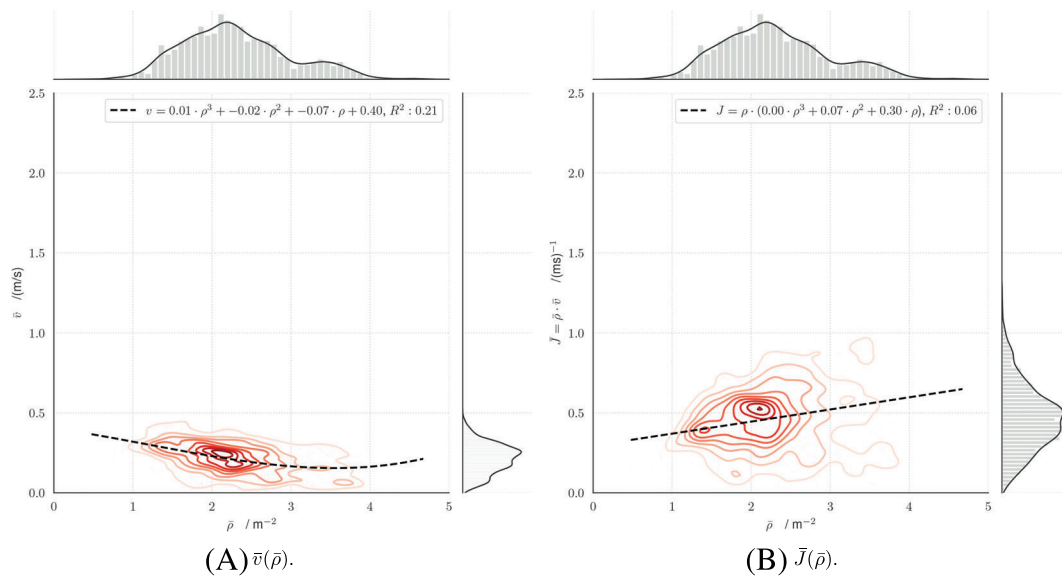 2.5
v = 0.01 · ρ³ + −0.02 · ρ² + −0.07 · ρ + 0.40, R² : 0.21
2.0
1.5
1.0
0.5
0.0
v̄ /(m/s)
0 1 2 3 4 5
ρ̄ / m⁻²
(A) v̄(ρ̄).
2.5
J = ρ · (0.00 · ρ³ + 0.07 · ρ² + 0.30 · ρ), R² : 0.06
2.0
1.5
1.0
0.5
0.0
J̄ = ρ̄ · v̄ /(ms)⁻¹
0 1 2 3 4 5
ρ̄ / m⁻²
(B) J̄(ρ̄).